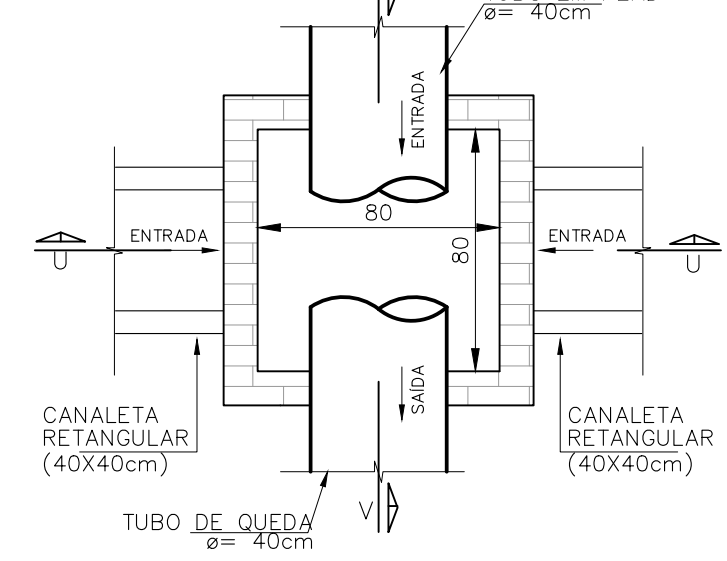 ø= 40cm
ENTRADA
80
80
ENTRADA
ENTRADA
U
U
SAÍDA
CANALETA
RETANGULAR
(40X40cm)
CANALETA
RETANGULAR
(40X40cm)
TUBO DE QUEDA
ø= 40cm
V